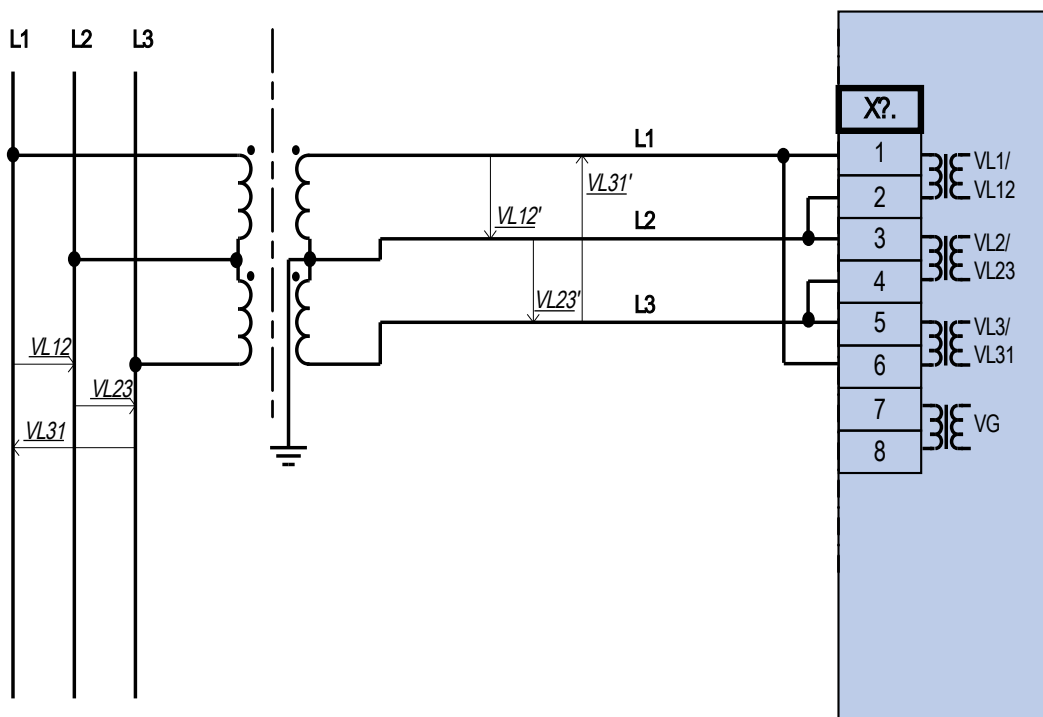 L1 L2 L3
X?.
L1
1
VL1/
VL12
VL31'
2
VL12'
L2
3
VL2/
VL23
4
VL23'
L3
5
VL3/
VL31
VL12
6
VL23
7
VG
VL31
8